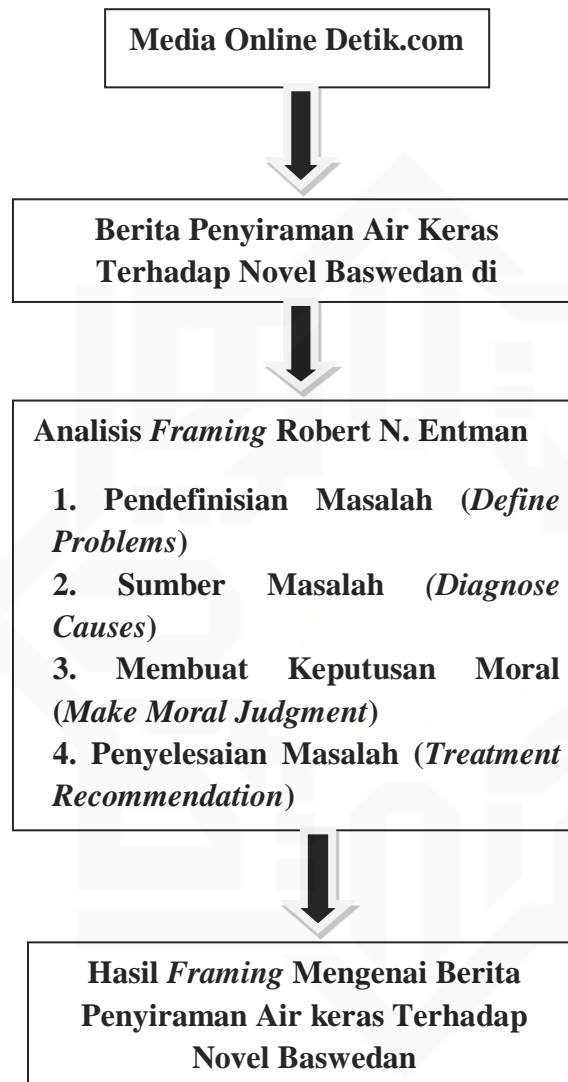 Media Online Detik.com
Berita Penyiraman Air Keras
Terhadap Novel Baswedan di
Analisis Framing Robert N. Entman
1. Pendefinisian Masalah (Define
Problems)
2. Sumber Masalah (Diagnose
Causes)
3. Membuat Keputusan Moral
(Make Moral Judgment)
4. Penyelesaian Masalah (Treatment
Recommendation)
Hasil Framing Mengenai Berita
Penyiraman Air keras Terhadap
Novel Baswedan